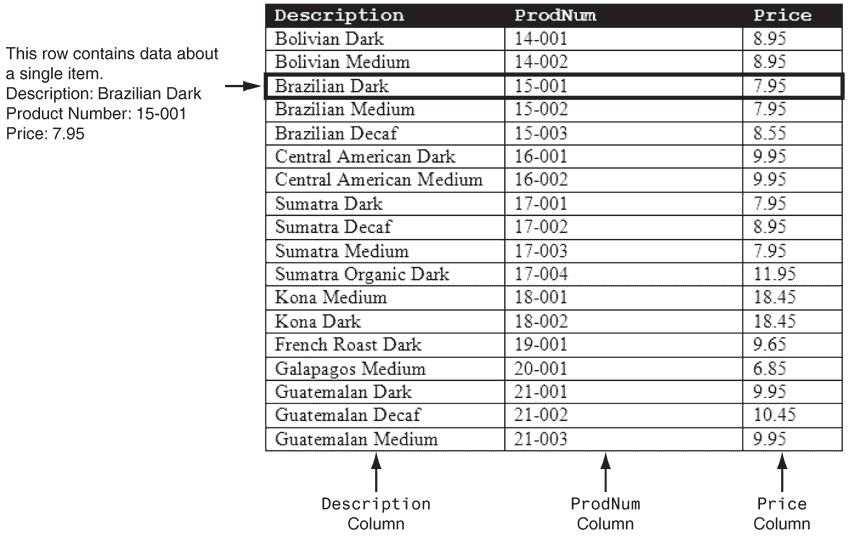 Description ProdNum Price
Bolivian Dark 14-001 8.95
Bolivian Medium 14-002 8.95
This row contains data about
a single item.
Description: Brazilian Dark
Product Number: 15-001
Price: 7.95
Brazilian Dark 15-001 7.95
Brazilian Medium 15-002 7.95
Brazilian Decaf 15-003 8.55
Central American Dark 16-001 9.95
Central American Medium 16-002 9.95
Sumatra Dark 17-001 7.95
Sumatra Decaf 17-002 8.95
Sumatra Medium 17-003 7.95
Sumatra Organic Dark 17-004 11.95
Kona Medium 18-001 18.45
Kona Dark 18-002 18.45
French Roast Dark 19-001 9.65
Galapagos Medium 20-001 6.85
Guatemalan Dark 21-001 9.95
Guatemalan Decaf 21-002 10.45
Guatemalan Medium 21-003 9.95
Description ProdNum Price
Column Column Column